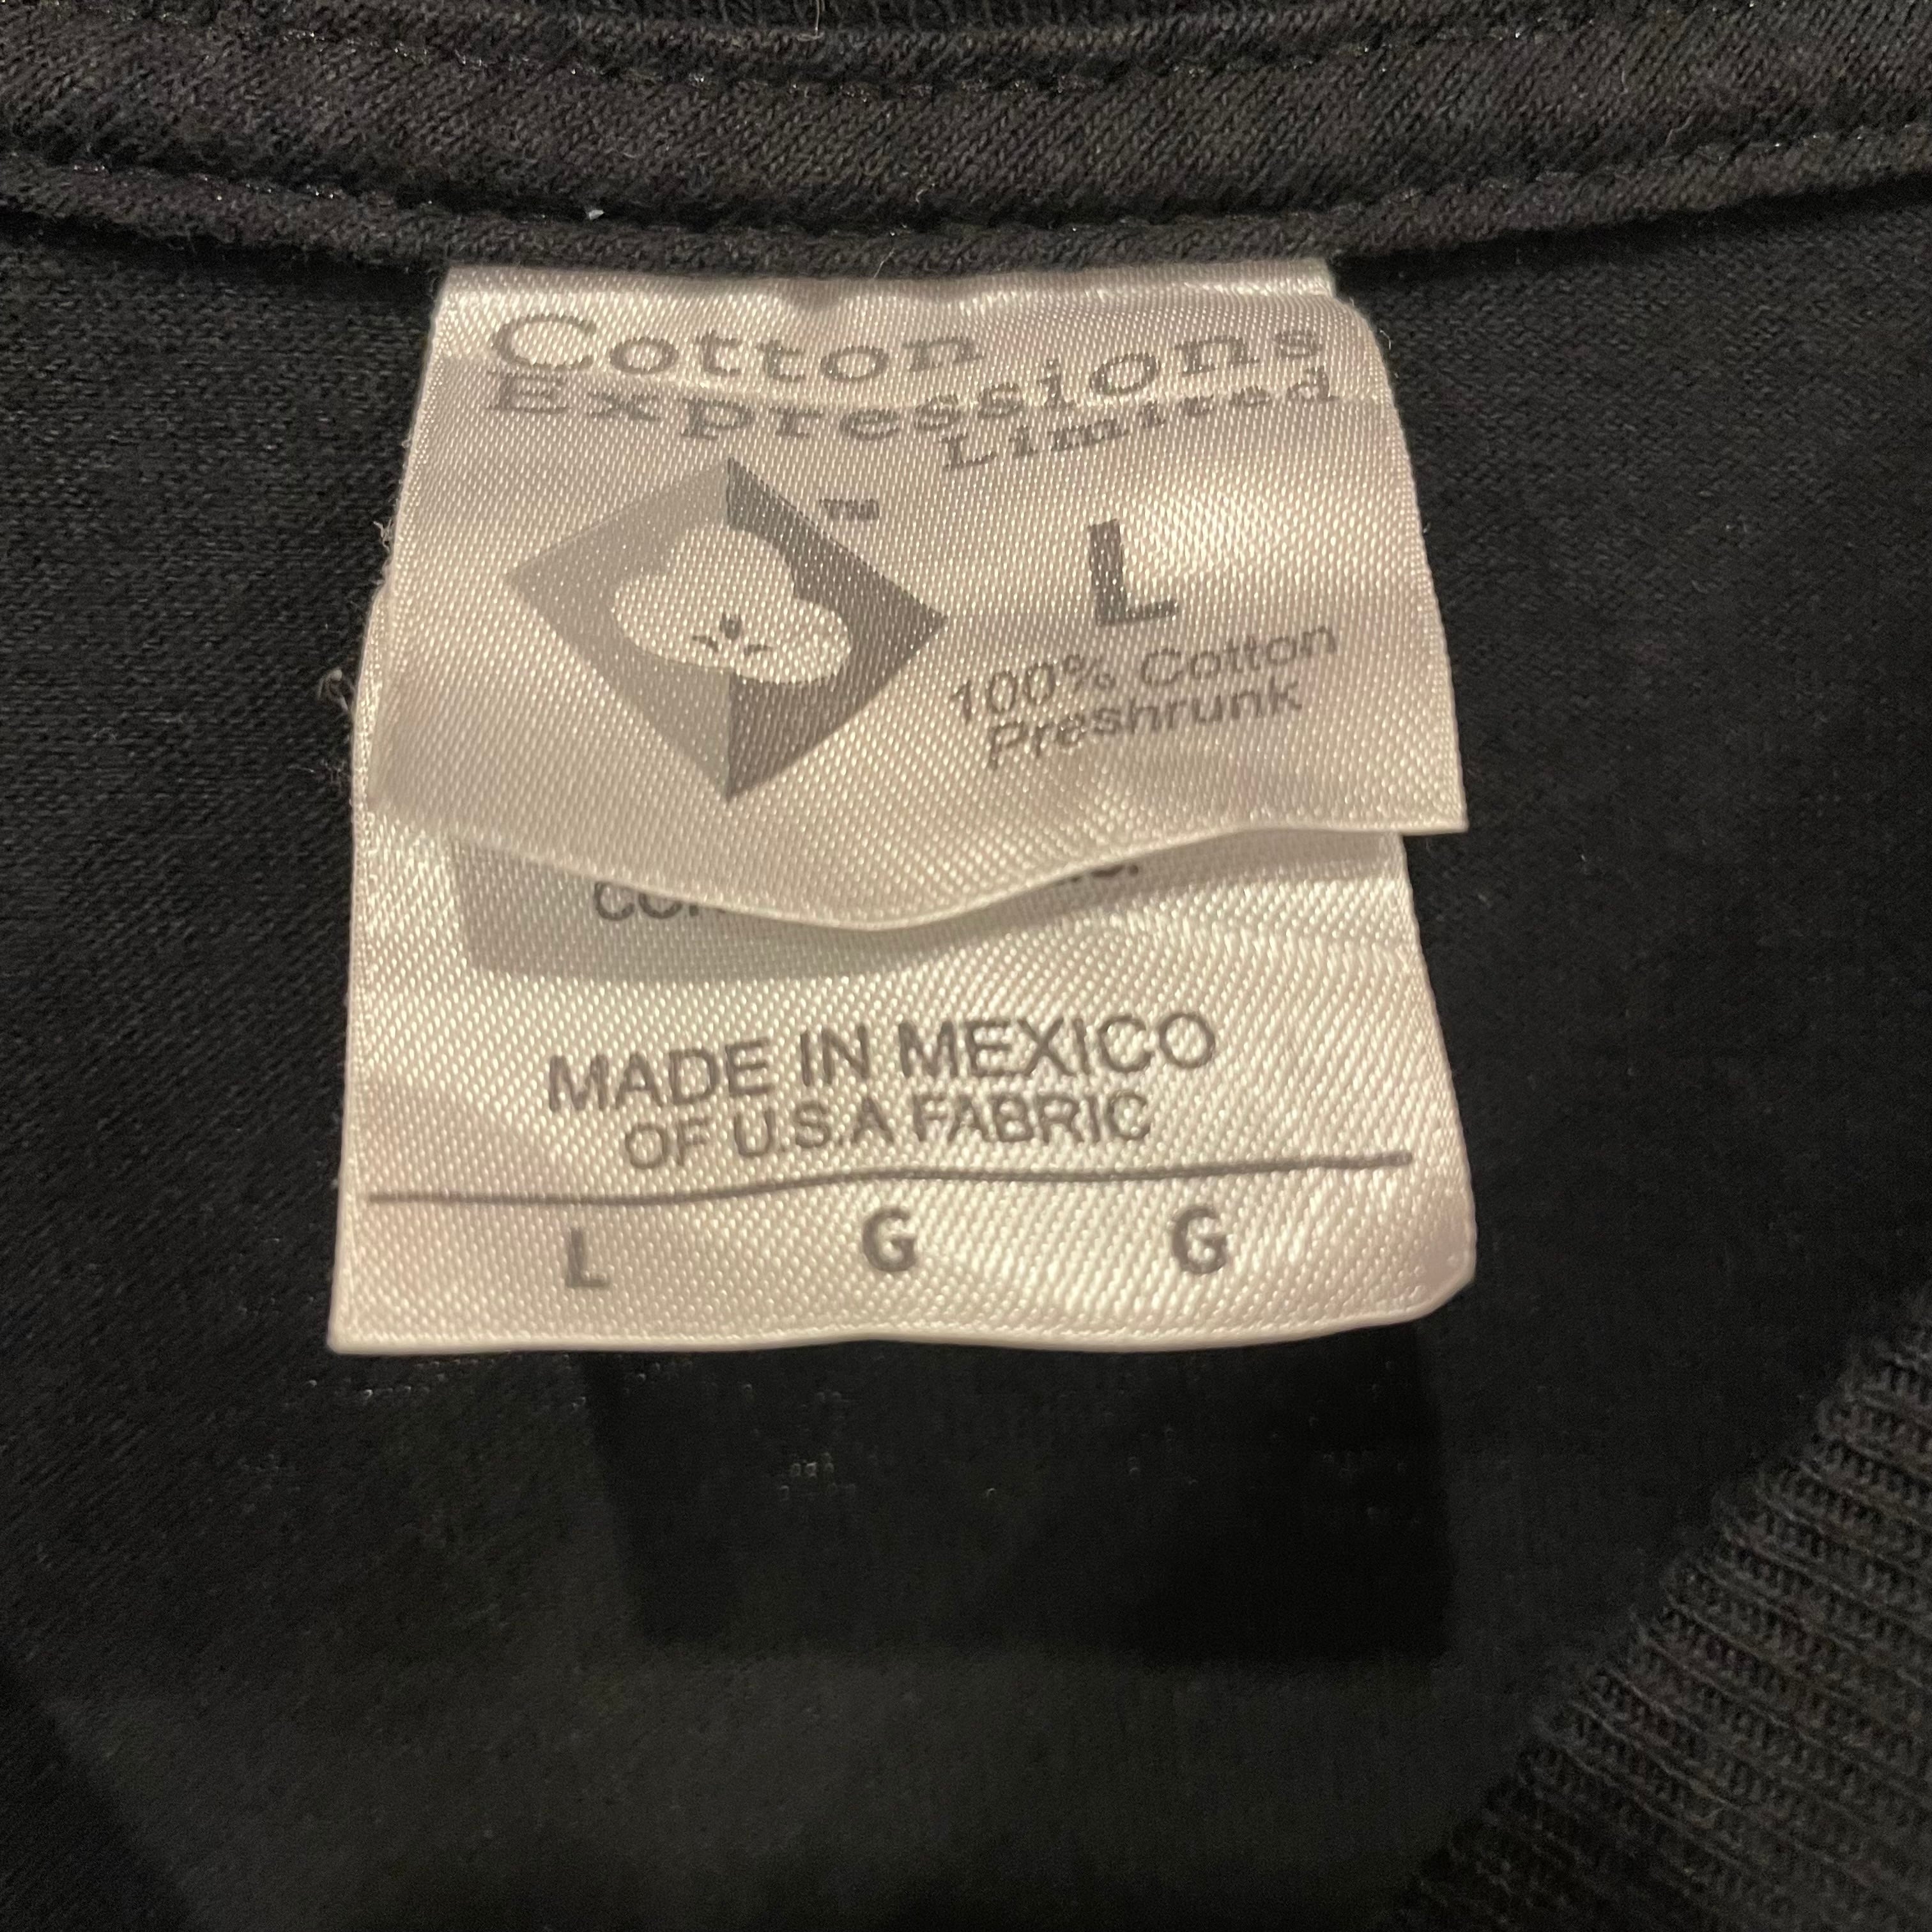 Cotton
Expressions
Limited
TM
L
100% Cotton
Preshrunk
MADE IN MEXICO
OF U.S.A FABRIC
L G G